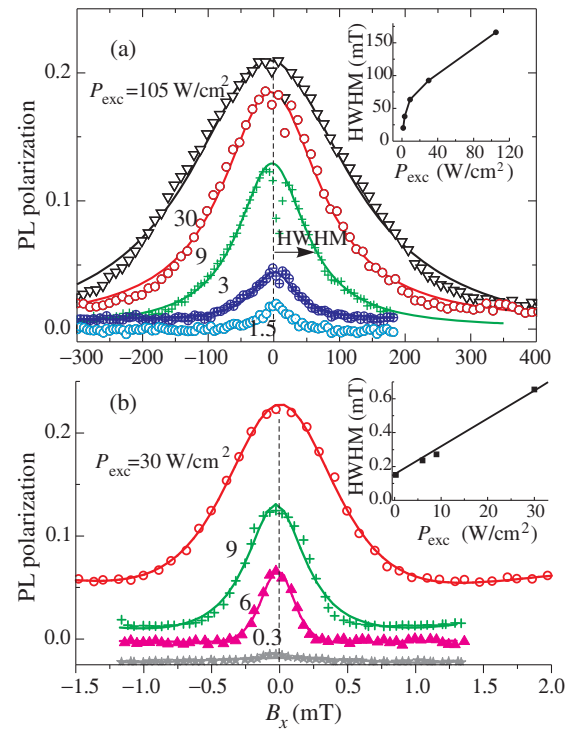 (a)
P_exc=105 W/cm²
30
9
3
1.5
HWHM
PL polarization
0.2
0.1
0.0
−300 −200 −100 0 100 200 300 400
HWHM (mT)
150
100
50
0
0 40 80 120
P_exc (W/cm²)
(b)
P_exc=30 W/cm²
9
6
0.3
PL polarization
0.2
0.1
0.0
−1.5 −1.0 −0.5 0.0 0.5 1.0 1.5 2.0
B_x (mT)
HWHM (mT)
0.6
0.4
0.2
0.0
0 10 20 30
P_exc (W/cm²)